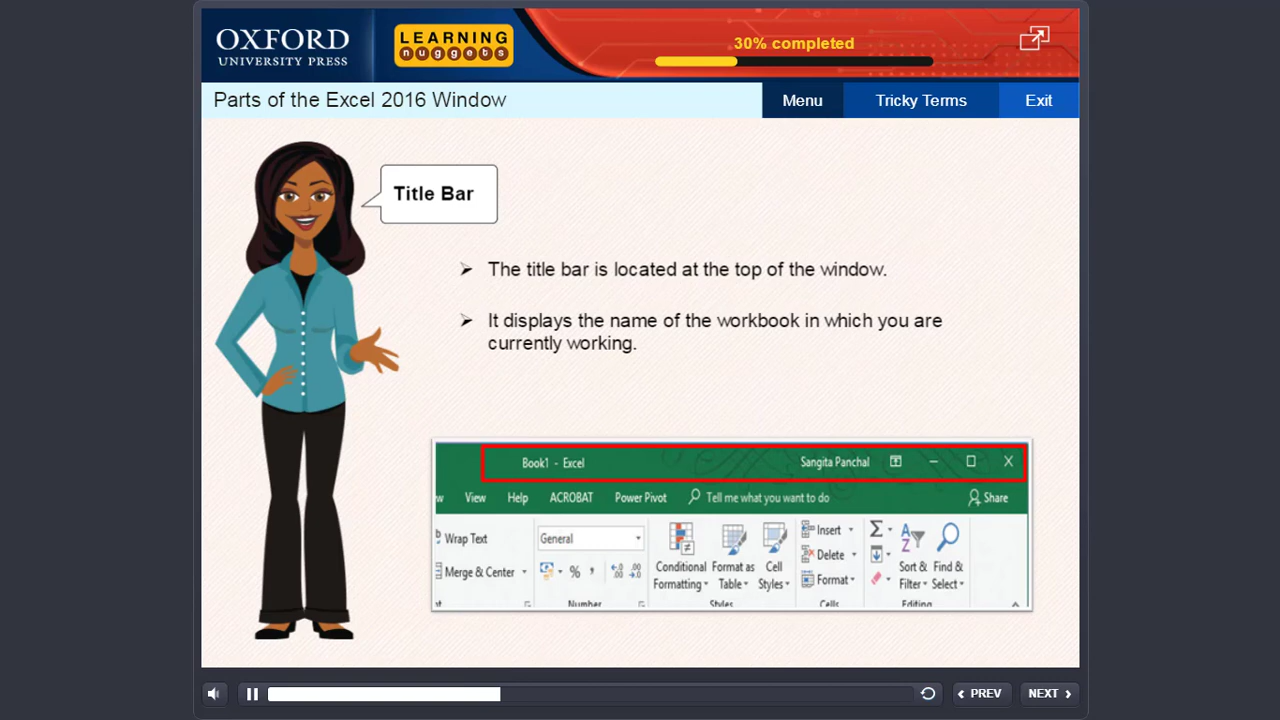 OXFORD
UNIVERSITY PRESS
LEARNING
nuggets
30% completed
Parts of the Excel 2016 Window
Menu
Tricky Terms
Exit
Title Bar
The title bar is located at the top of the window.
It displays the name of the workbook in which you are
currently working.
Book1 - Excel
Sangita Panchal
w View Help ACROBAT Power Pivot Tell me what you want to do Share
Wrap Text
General
Merge & Center
% ,
Conditional Formatting
Format as Table
Cell Styles
Insert
Delete
Format
Sort & Filter
Find & Select
Number
Styles
Cells
Editing
PREV
NEXT